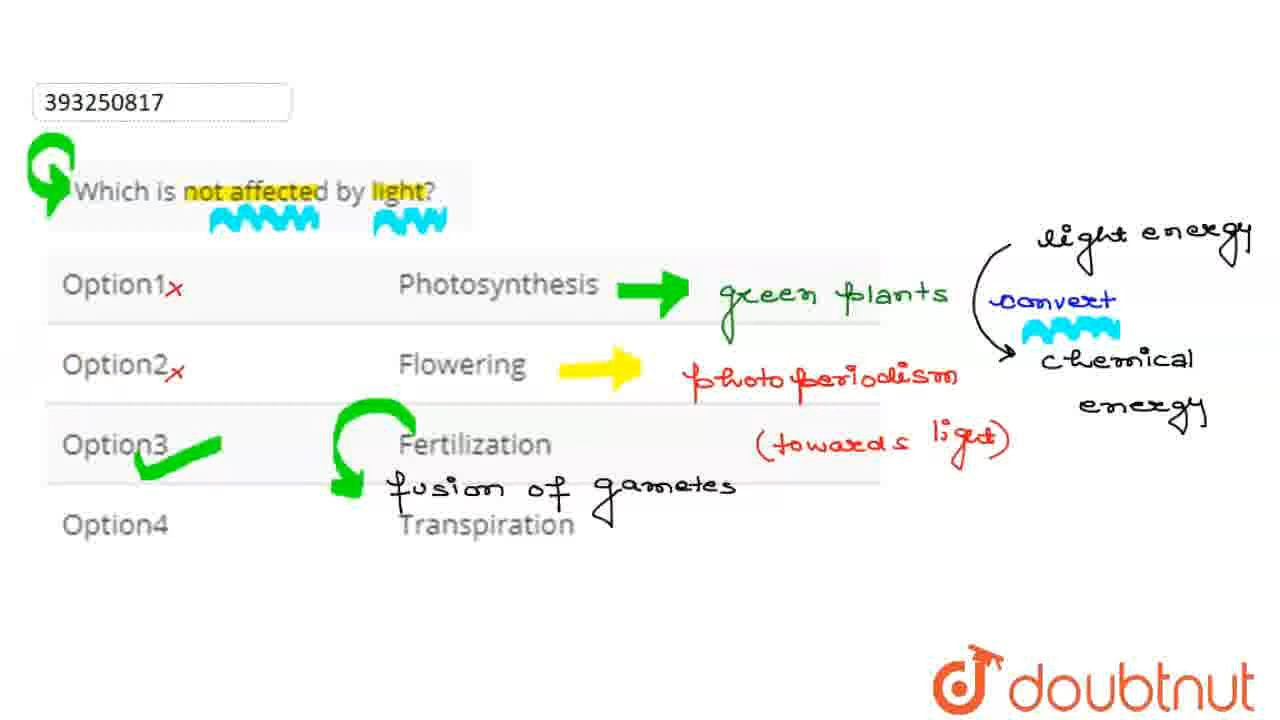 393250817
Which is not affected by light?
light energy
Option1 x Photosynthesis green plants
convert
Option2 x Flowering photoperiodism
chemical
energy
Option3 Fertilization (towards light)
fusion of gametes
Option4 Transpiration
doubtnut